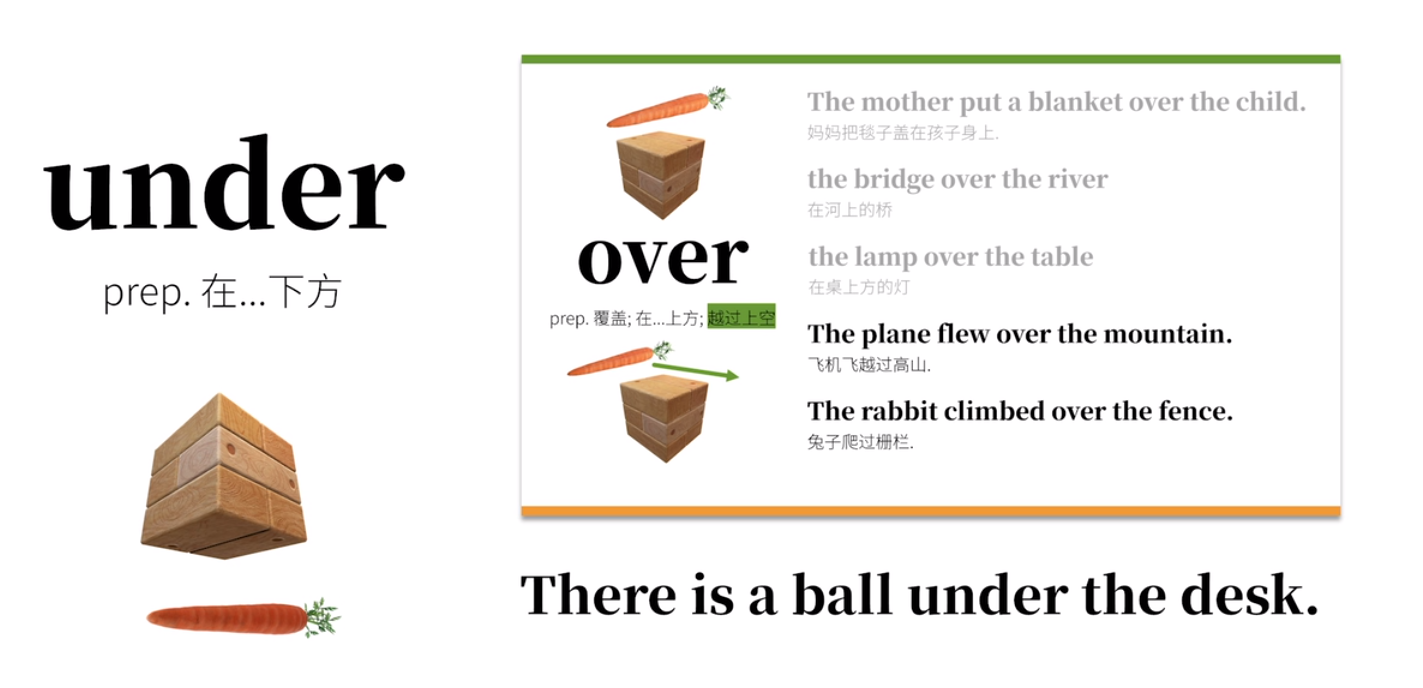 under
prep. 在...下方
over
prep. 覆盖; 在...上方; 越过上空
The mother put a blanket over the child.
妈妈把毯子盖在孩子身上.
the bridge over the river
在河上的桥
the lamp over the table
在桌上方的灯
The plane flew over the mountain.
飞机飞越过高山.
The rabbit climbed over the fence.
兔子爬过栅栏.
There is a ball under the desk.